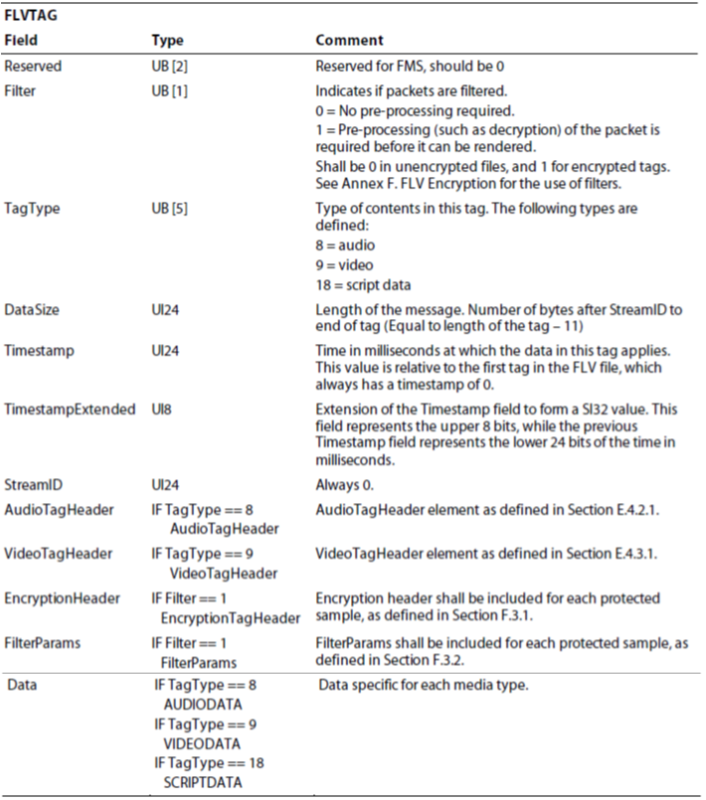 FLVTAG
Field Type Comment
Reserved UB [2] Reserved for FMS, should be 0
Filter UB [1] Indicates if packets are filtered.
0 = No pre-processing required.
1 = Pre-processing (such as decryption) of the packet is
required before it can be rendered.
Shall be 0 in unencrypted files, and 1 for encrypted tags.
See Annex F. FLV Encryption for the use of filters.
TagType UB [5] Type of contents in this tag. The following types are
defined:
8 = audio
9 = video
18 = script data
DataSize UI24 Length of the message. Number of bytes after StreamID to
end of tag (Equal to length of the tag – 11)
Timestamp UI24 Time in milliseconds at which the data in this tag applies.
This value is relative to the first tag in the FLV file, which
always has a timestamp of 0.
TimestampExtended UI8 Extension of the Timestamp field to form a SI32 value. This
field represents the upper 8 bits, while the previous
Timestamp field represents the lower 24 bits of the time in
milliseconds.
StreamID UI24 Always 0.
AudioTagHeader IF TagType == 8 AudioTagHeader element as defined in Section E.4.2.1.
AudioTagHeader
VideoTagHeader IF TagType == 9 VideoTagHeader element as defined in Section E.4.3.1.
VideoTagHeader
EncryptionHeader IF Filter == 1 Encryption header shall be included for each protected
EncryptionTagHeader sample, as defined in Section F.3.1.
FilterParams IF Filter == 1 FilterParams shall be included for each protected sample, as
FilterParams defined in Section F.3.2.
Data IF TagType == 8 Data specific for each media type.
AUDIODATA
IF TagType == 9
VIDEODATA
IF TagType == 18
SCRIPTDATA